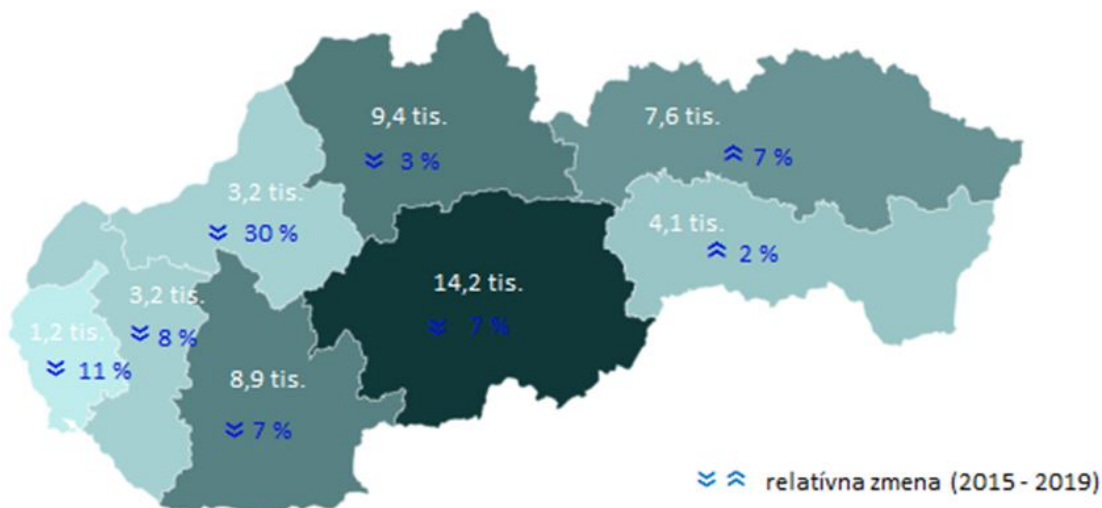 9,4 tis.
3 %
7,6 tis.
7 %
3,2 tis.
30 %
4,1 tis.
2 %
14,2 tis.
7 %
3,2 tis.
8 %
1,2 tis.
11 %
8,9 tis.
7 %
relatívna zmena (2015 - 2019)